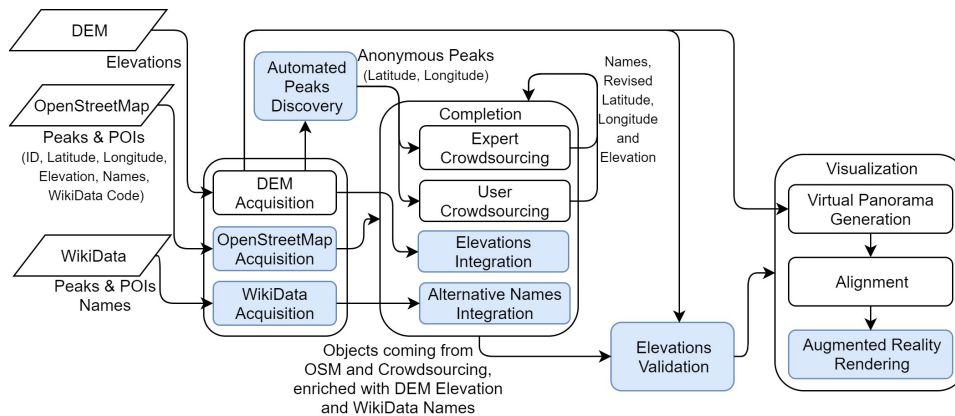 DEM
Elevations
OpenStreetMap
Peaks & POIs
(ID, Latitude, Longitude,
Elevation, Names,
WikiData Code)
WikiData
Peaks & POIs
Names
Automated
Peaks
Discovery
Anonymous Peaks
(Latitude, Longitude)
DEM
Acquisition
OpenStreetMap
Acquisition
WikiData
Acquisition
Completion
Expert
Crowdsourcing
User
Crowdsourcing
Elevations
Integration
Alternative Names
Integration
Names,
Revised
Latitude,
Longitude
and
Elevation
Objects coming from
OSM and Crowdsourcing,
enriched with DEM Elevation
and WikiData Names
Elevations
Validation
Visualization
Virtual Panorama
Generation
Alignment
Augmented Reality
Rendering